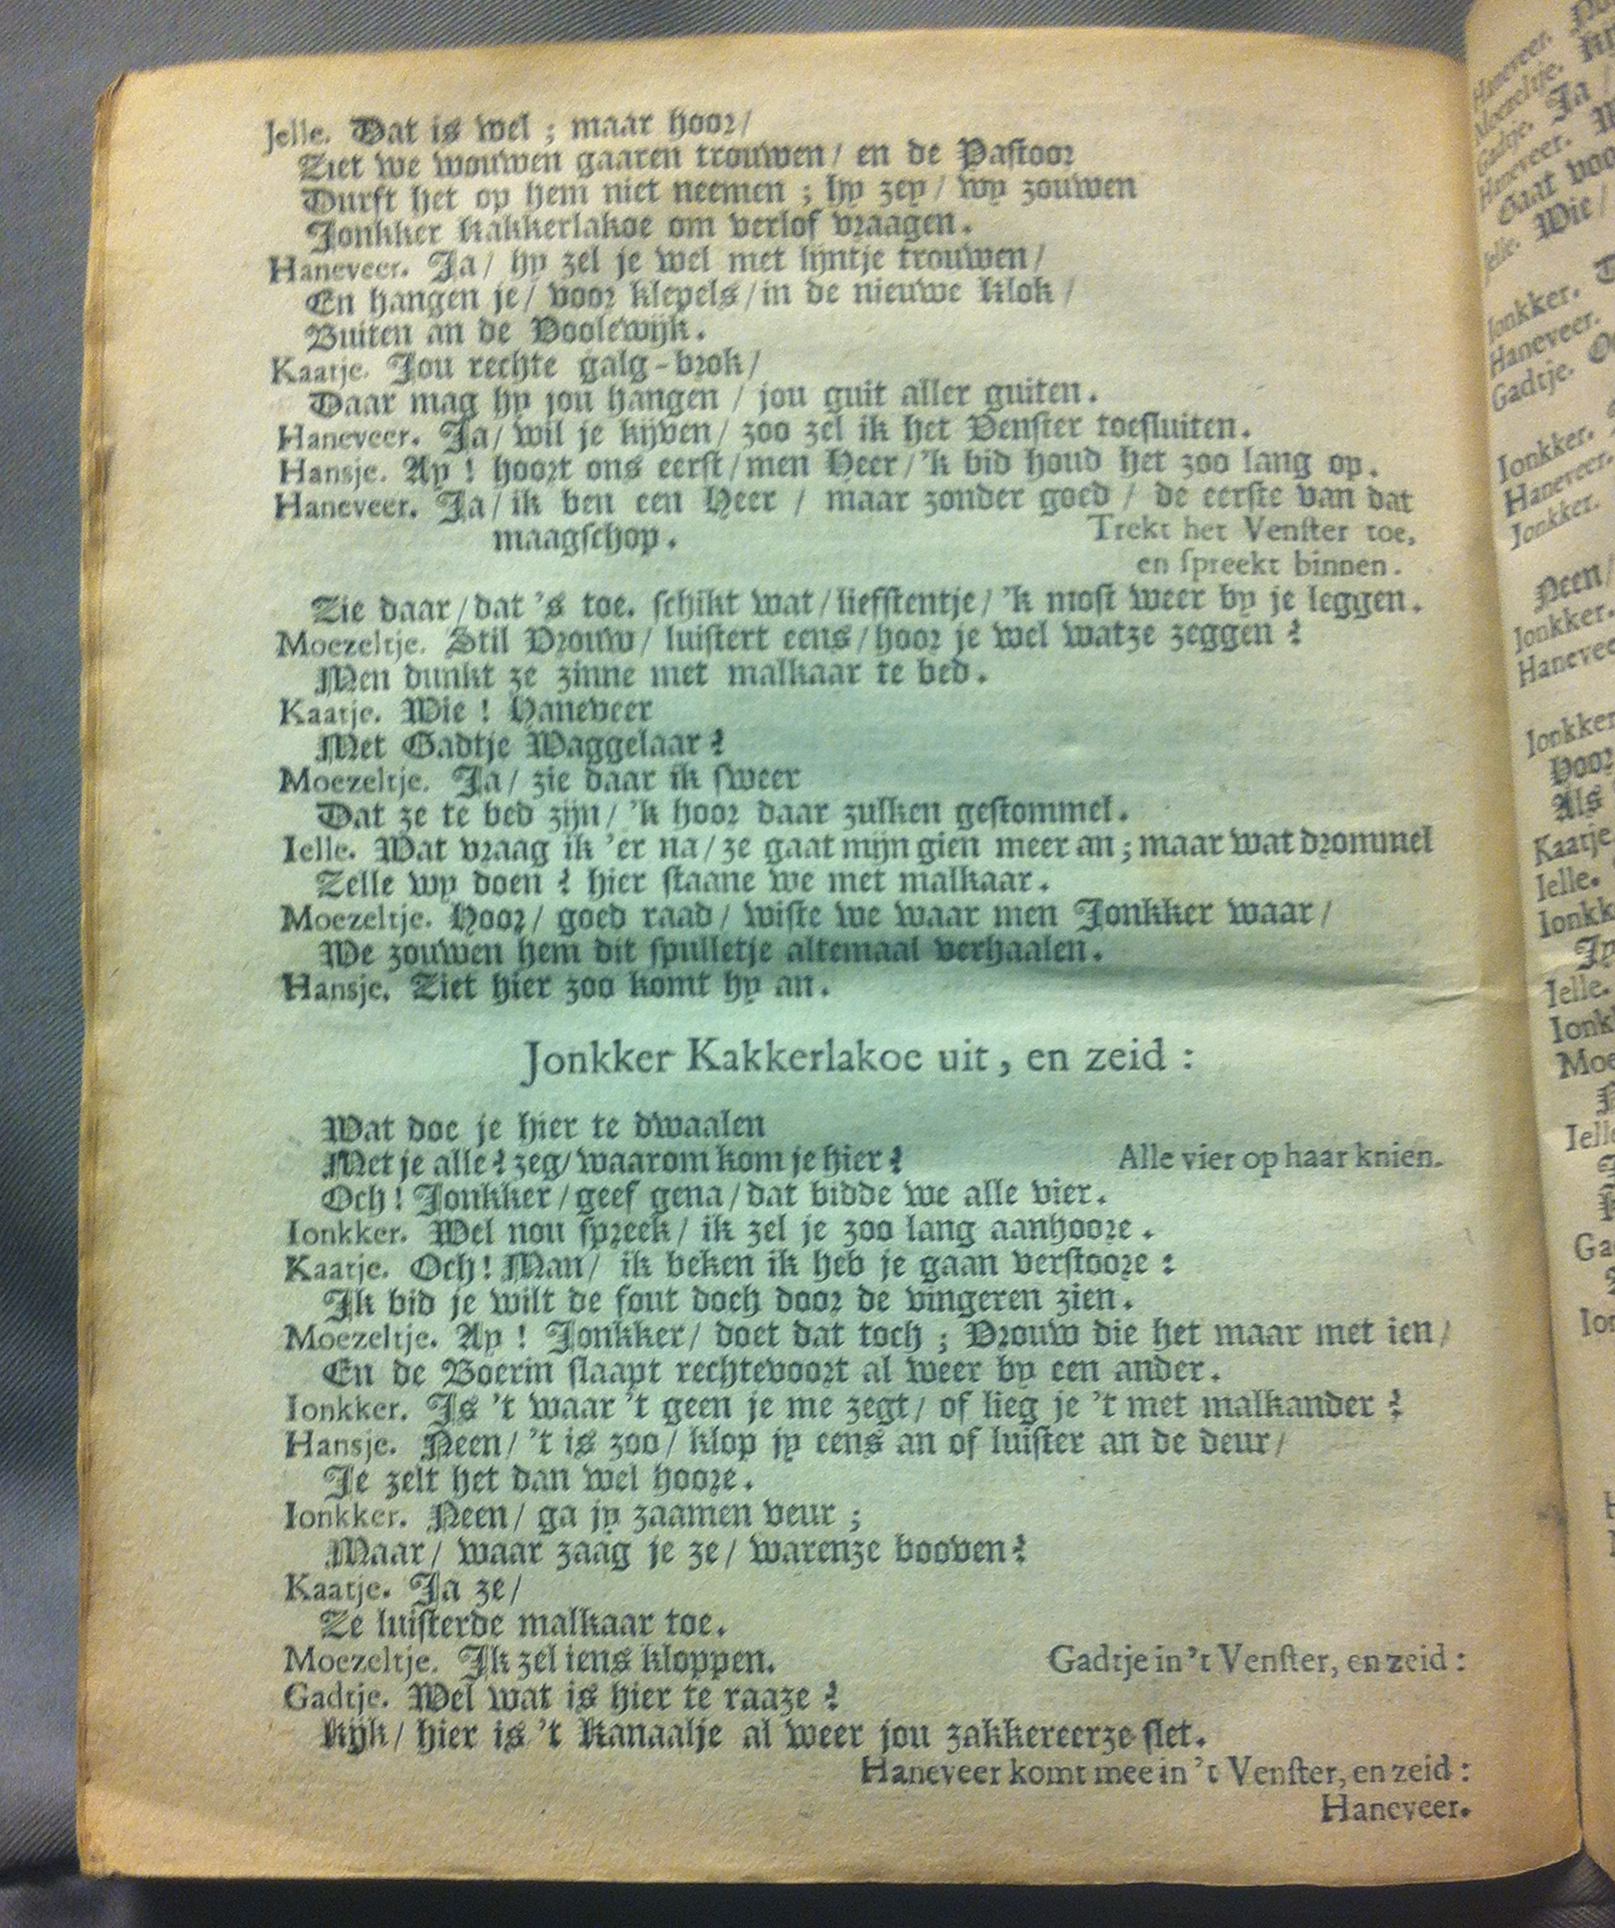 Jelle. Dat is wel ; maar hoor/
Ziet we wouwen gaaren trouwen/ en de Pastoor
Durft het op hem niet neemen ; hy zey/ wy zouwen
Jonkker Kakkerlakoe om verlof vraagen.
Haneveer. Ja/ hy zel je wel met lijntje trouwen/
En hangen je/ voor klepels/in de nieuwe klok/
Buiten an de Voolewijk.
Kaatje. Jou rechte galg-brok/
Daar mag hy jou hangen / jou guit aller guiten.
Haneveer. Ja/ wil je kijven/ zoo zel ik het Venster toesluiten.
Hansje. Ay ! hoort ons eerst/men Heer/'k bid houd het zoo lang op.
Haneveer. Ja/ ik ben een Heer / maar zonder goed / de eerste van dat
maagschop.
Trekt het Venster toe,
en spreekt binnen.
Zie daar/dat 's toe. schikt wat/liefstentje/ 'k most weer by je leggen.
Moezeltje. Stil Vrouw/ luistert eens/hoor je wel watze zeggen ?
Men dunkt ze zinne met malkaar te bed.
Kaatje. Wie ! Haneveer
Met Gadtje Waggelaar?
Moezeltje. Ja/ zie daar ik sweer
Dat ze te bed zijn/ 'k hoor daar zulken gestommel.
Ielle. Wat vraag ik 'er na/ze gaat mijn gien meer an; maar wat drommel
Zelle wy doen ? hier staane we met malkaar.
Moezeltje. Hoor/ goed raad/ wiste we waar men Jonkker waar/
We zouwen hem dit spulletje altemaal verhaalen.
Hansje. Ziet hier zoo komt hy an.
Jonkker Kakkerlakoe uit, en zeid :
Wat doe je hier te dwaalen
Met je alle? zeg/waarom kom je hier? Alle vier op haar knien.
Och! Jonkker/geef gena/dat bidde we alle vier.
Ionkker. Wel nou spreek/ ik zel je zoo lang aanhoore.
Kaatje. Och! Man/ ik beken ik heb je gaan verstoore :
Ik bid je wilt de fout doch door de vingeren zien.
Moezeltje. Ay ! Jonkker/ doet dat toch ; Vrouw die het maar met ien/
En de Boerin slaapt rechtevoort al weer by een ander.
Ionkker. Is 't waar 't geen je me zegt/ of lieg je 't met malkander ?
Hansje. Neen/ 't is zoo/ klop jy eens an of luister an de deur/
Je zelt het dan wel hoore.
Ionkker. Neen/ ga jy zaamen veur ;
Maar/ waar zaag je ze/ warenze booven?
Kaatje. Ja ze/
Ze luisterde malkaar toe.
Moezeltje. Ik zel iens kloppen. Gadtje in 't Venster, en zeid :
Gadtje. Wel wat is hier te raaze ?
Kijk/ hier is 't Kanaalje al weer jou zakkereerze slet.
Haneveer komt mee in 't Venster, en zeid :
Haneveer.